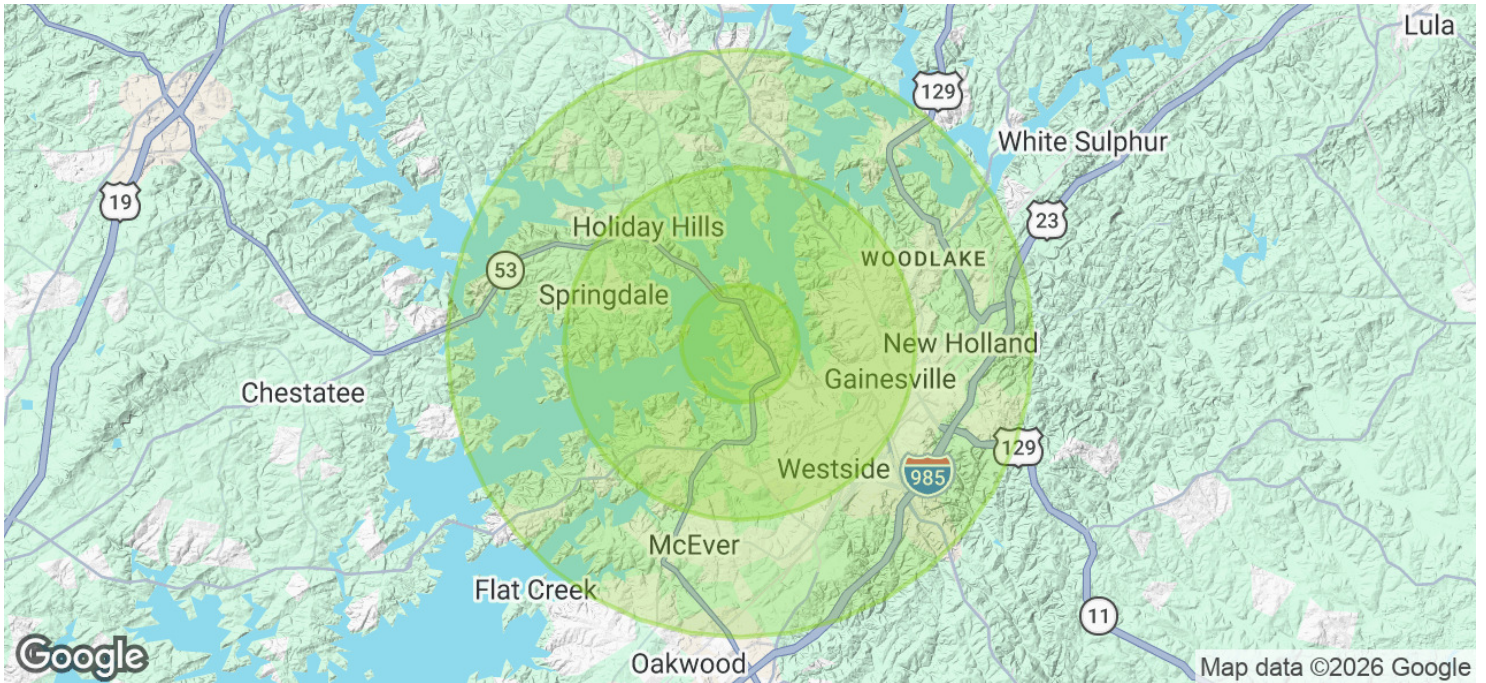 Lula
129
White Sulphur
19
23
Holiday Hills
WOODLAKE
53
Springdale
New Holland
Gainesville
Chestatee
129
Westside
985
McEver
Flat Creek
11
Oakwood
Google
Map data ©2026 Google